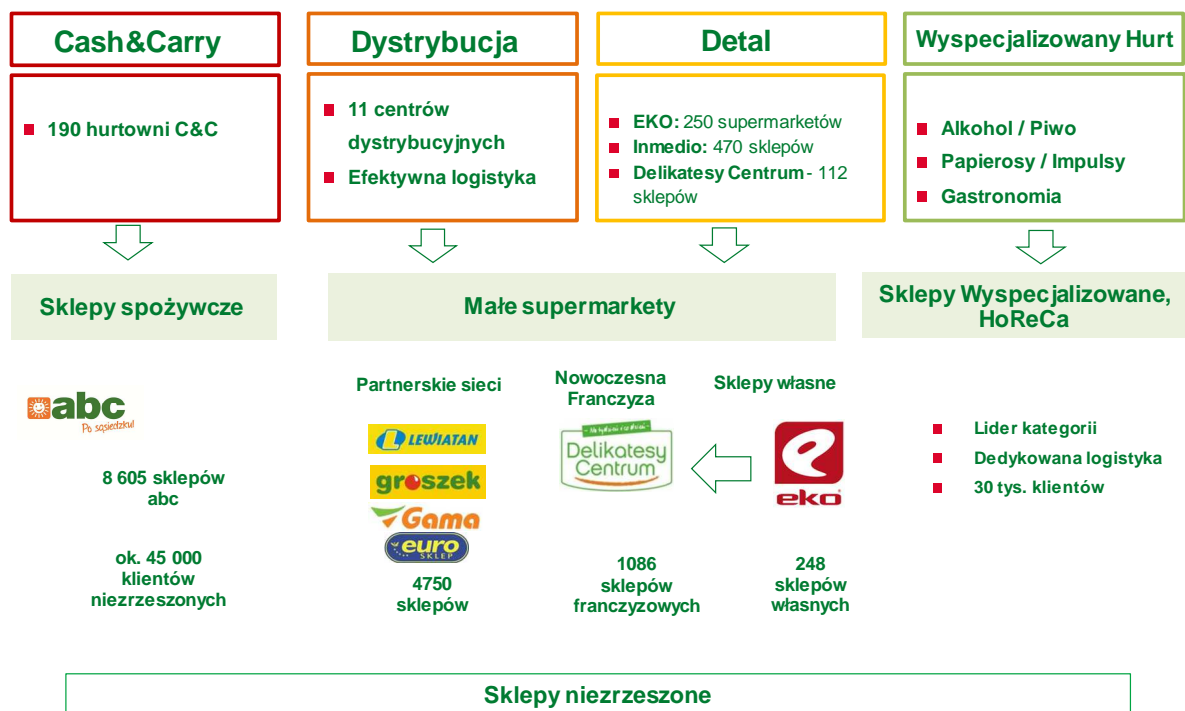 Cash&Carry
190 hurtowni C&C
Dystrybucja
11 centrów
dystrybucyjnych
Efektywna logistyka
Detal
EKO: 250 supermarketów
Inmedio: 470 sklepów
Delikatesy Centrum - 112
sklepów
Wyspecjalizowany Hurt
Alkohol / Piwo
Papierosy / Impulsy
Gastronomia
Sklepy spożywcze
Małe supermarkety
Sklepy Wyspecjalizowane,
HoReCa
abc
Po sąsiedzku!
8 605 sklepów
abc
ok. 45 000
klientów
niezrzeszonych
Partnerskie sieci
LEWIATAN
groszek
Gama
euro
SKLEP
4750
sklepów
Nowoczesna
Franczyza
Delikatesy
Centrum
1086
sklepów
franczyzowych
Sklepy własne
eko
248
sklepów
własnych
Lider kategorii
Dedykowana logistyka
30 tys. klientów
Sklepy niezrzeszone